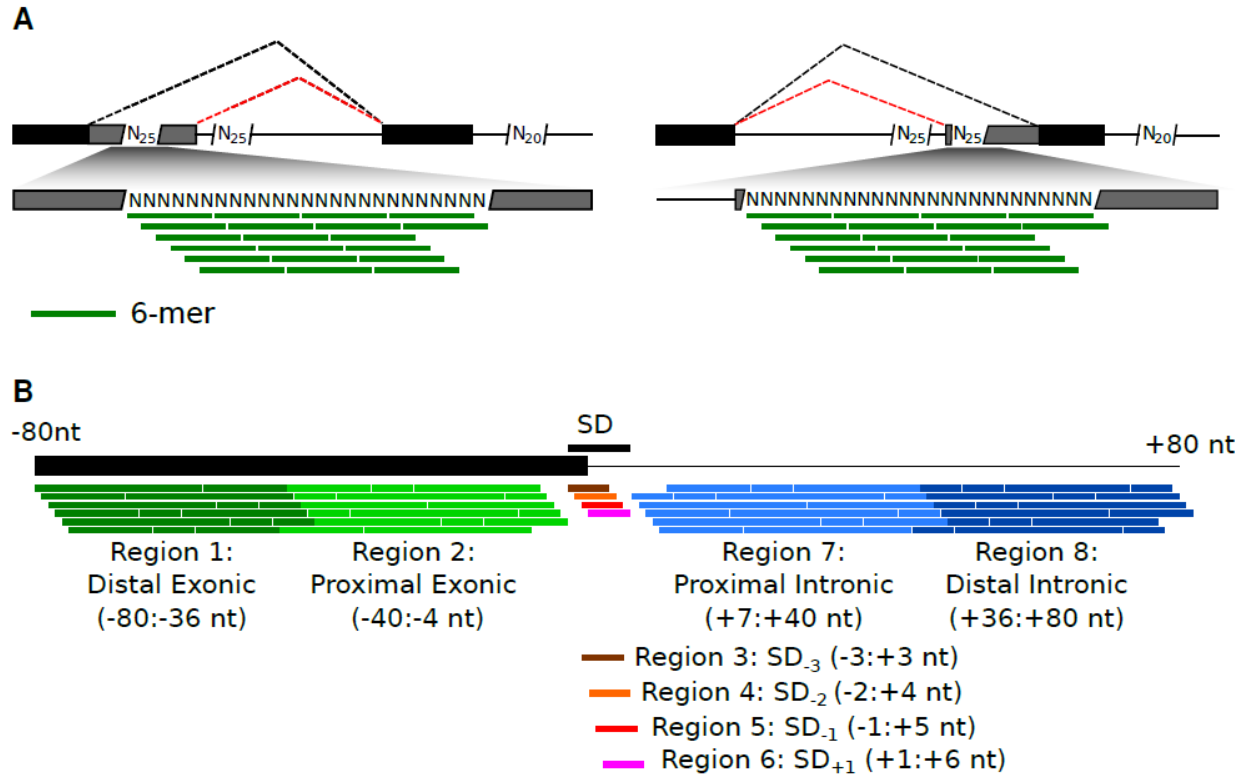 A
N25
N25
N20
N25
N25
N20
NNNNNNNNNNNNNNNNNNNNNNNNN
NNNNNNNNNNNNNNNNNNNNNNNNN
6-mer
B
-80nt
SD
+80 nt
Region 1:
Distal Exonic
(-80:-36 nt)
Region 2:
Proximal Exonic
(-40:-4 nt)
Region 7:
Proximal Intronic
(+7:+40 nt)
Region 8:
Distal Intronic
(+36:+80 nt)
Region 3: SD-3 (-3:+3 nt)
Region 4: SD-2 (-2:+4 nt)
Region 5: SD-1 (-1:+5 nt)
Region 6: SD+1 (+1:+6 nt)